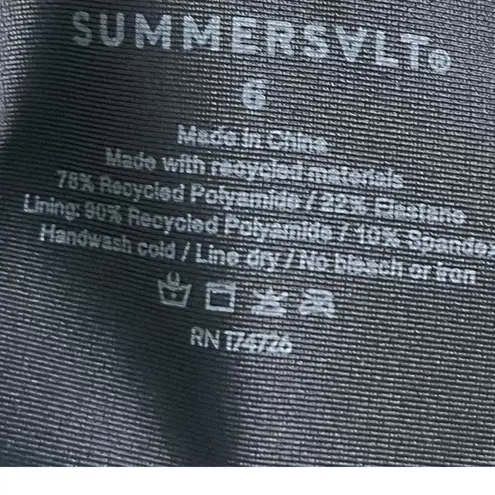 SUMMERSALT®
6
Made in China
Made with recycled materials
78% Recycled Polyamide / 22% Elastane
Lining: 90% Recycled Polyamide / 10% Spandex
Handwash cold / Line dry / No bleach or iron
RN 174726